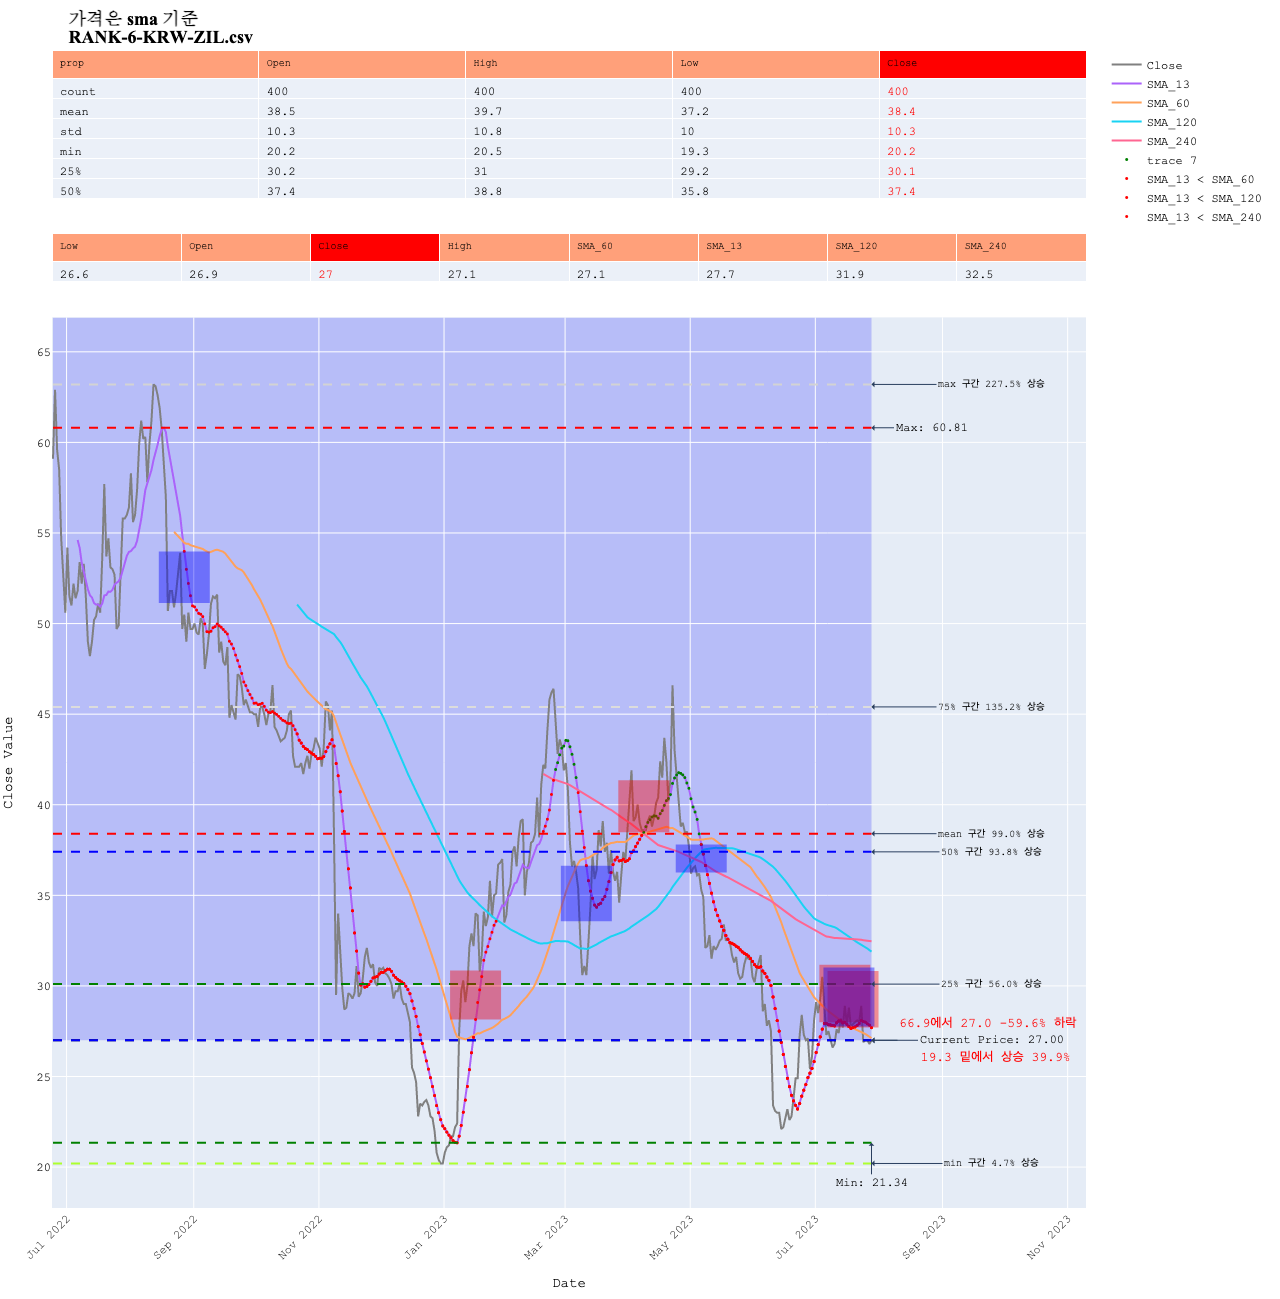 가격은 sma 기준
RANK-6-KRW-ZIL.csv
prop Open High Low Close
count 400 400 400 400
mean 38.5 39.7 37.2 38.4
std 10.3 10.8 10 10.3
min 20.2 20.5 19.3 20.2
25% 30.2 31 29.2 30.1
50% 37.4 38.8 35.8 37.4
Close
SMA_13
SMA_60
SMA_120
SMA_240
trace 7
SMA_13 < SMA_60
SMA_13 < SMA_120
SMA_13 < SMA_240
Low Open Close High SMA_60 SMA_13 SMA_120 SMA_240
26.6 26.9 27 27.1 27.1 27.7 31.9 32.5
65
max 구간 227.5% 상승
Max: 60.81
60
55
50
75% 구간 135.2% 상승
45
40
mean 구간 99.0% 상승
50% 구간 93.8% 상승
35
25% 구간 56.0% 상승
30
66.9에서 27.0 -59.6% 하락
Current Price: 27.00
19.3 밑에서 상승 39.9%
25
min 구간 4.7% 상승
20
Min: 21.34
Close Value
Jul 2022
Sep 2022
Nov 2022
Jan 2023
Mar 2023
May 2023
Jul 2023
Sep 2023
Nov 2023
Date